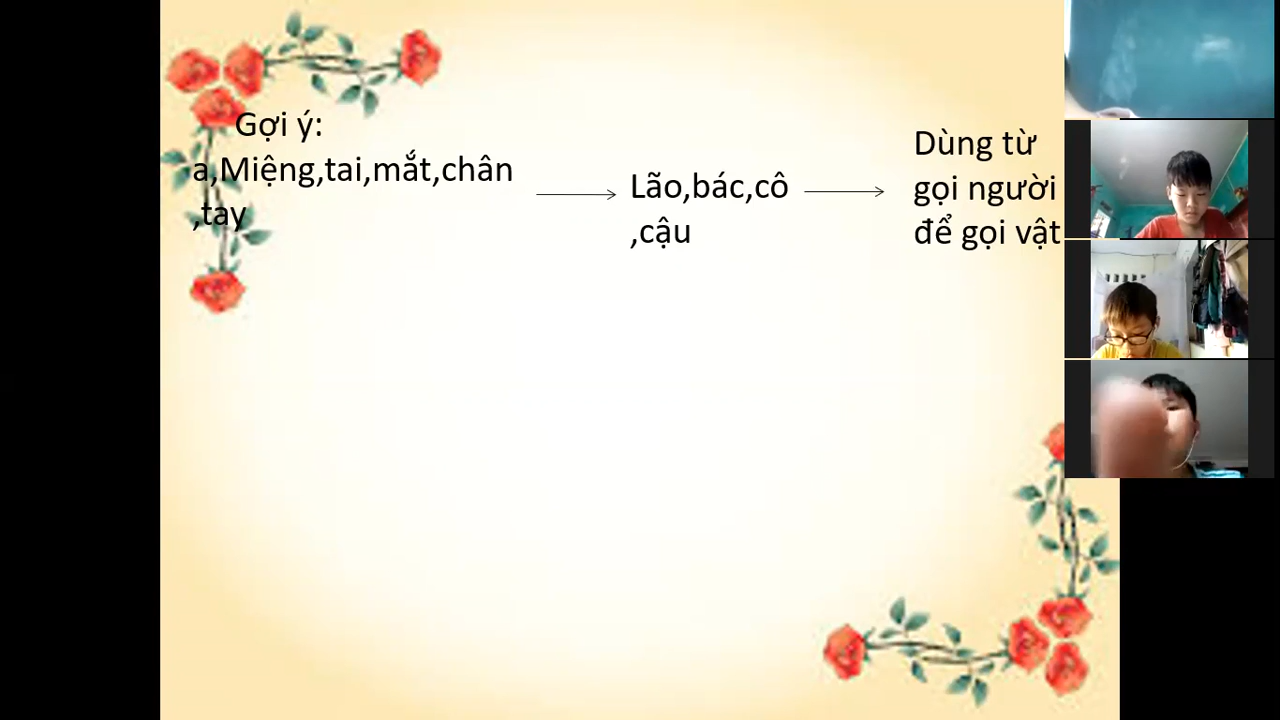 Gợi ý:
a,Miệng,tai,mắt,chân
,tay
Lão,bác,cô
,cậu
Dùng từ
gọi người
để gọi vật